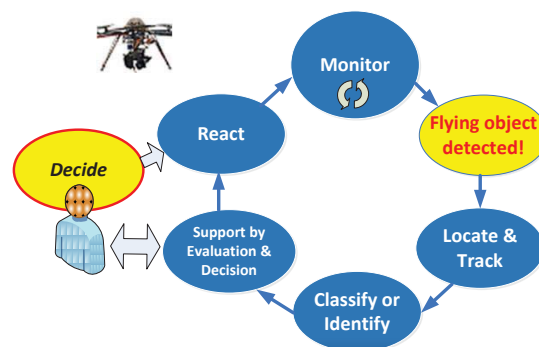 Monitor
Flying object
detected!
React
Decide
Support by
Evaluation &
Decision
Locate &
Track
Classify or
Identify